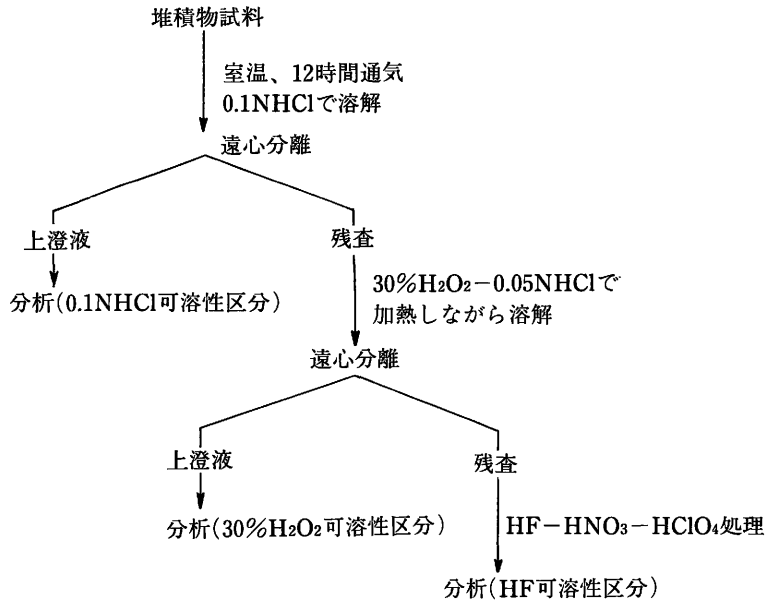 堆積物試料
室温、12時間通気
0.1NHClで溶解
遠心分離
上澄液
残査
分析(0.1NHCl可溶性区分)
30%H₂O₂−0.05NHClで
加熱しながら溶解
遠心分離
上澄液
残査
分析(30%H₂O₂可溶性区分)
HF−HNO₃−HClO₄処理
分析(HF可溶性区分)